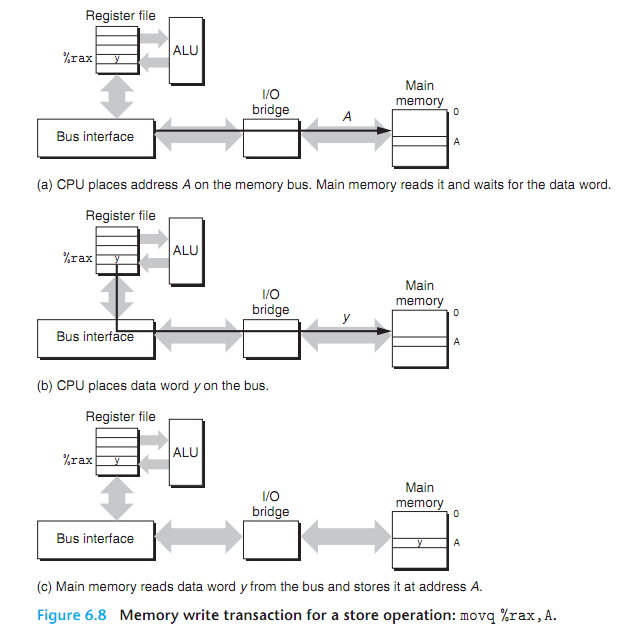 Register file
%rax
y
ALU
I/O
bridge
Main
memory
0
A
A
Bus interface
(a) CPU places address A on the memory bus. Main memory reads it and waits for the data word.
Register file
%rax
y
ALU
I/O
bridge
Main
memory
0
y
A
Bus interface
(b) CPU places data word y on the bus.
Register file
%rax
y
ALU
I/O
bridge
Main
memory
0
Bus interface
y
A
(c) Main memory reads data word y from the bus and stores it at address A.
Figure 6.8 Memory write transaction for a store operation: movq %rax,A.